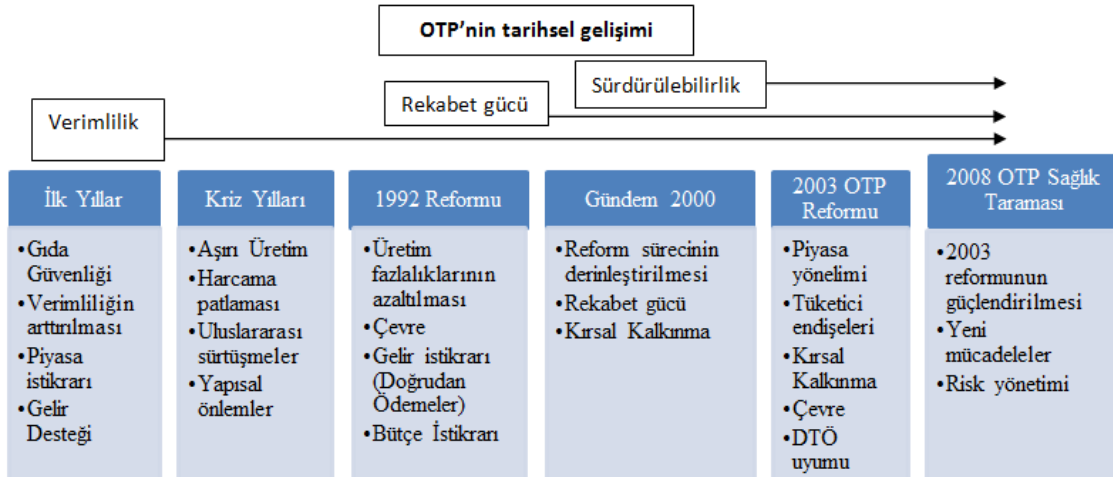 OTP’nin tarihsel gelişimi
Sürdürülebilirlik
Rekabet gücü
Verimlilik
İlk Yıllar
•Gıda
Güvenliği
•Verimliliğin
arttırılması
•Piyasa
istikrarı
•Gelir
Desteği
Kriz Yılları
•Aşırı Üretim
•Harcama
patlaması
•Uluslararası
sürtüşmeler
•Yapısal
önlemler
1992 Reformu
•Üretim
fazlalıklarının
azaltılması
•Çevre
•Gelir istikrarı
(Doğrudan
Ödemeler)
•Bütçe İstikrarı
Gündem 2000
•Reform sürecinin
derinleştirilmesi
•Rekabet gücü
•Kırsal Kalkınma
2003 OTP
Reformu
•Piyasa
yönelimi
•Tüketici
endişeleri
•Kırsal
Kalkınma
•Çevre
•DTÖ
uyumu
2008 OTP Sağlık
Taraması
•2003
reformunun
güçlendirilmesi
•Yeni
mücadeleler
•Risk yönetimi